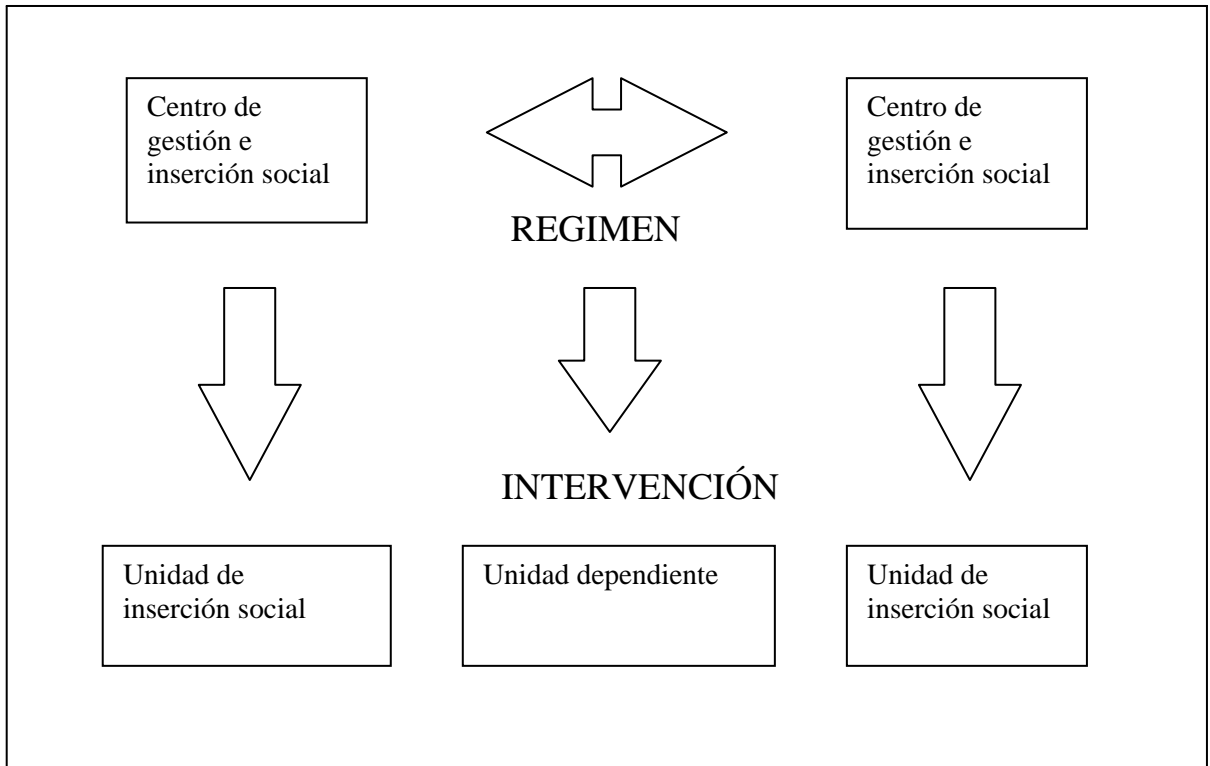 Centro de
gestión e
inserción social
Centro de
gestión e
inserción social
REGIMEN
INTERVENCIÓN
Unidad de
inserción social
Unidad dependiente
Unidad de
inserción social